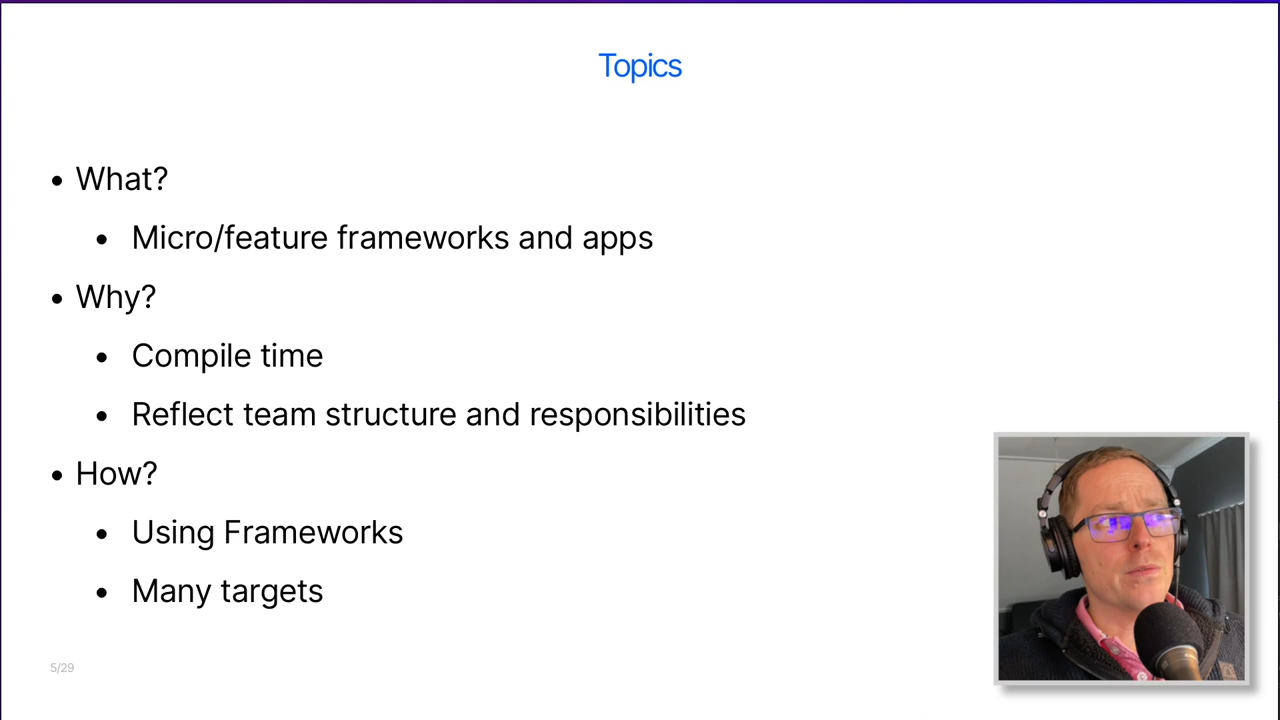 Topics
• What?
• Micro/feature frameworks and apps
• Why?
• Compile time
• Reflect team structure and responsibilities
• How?
• Using Frameworks
• Many targets
5/29